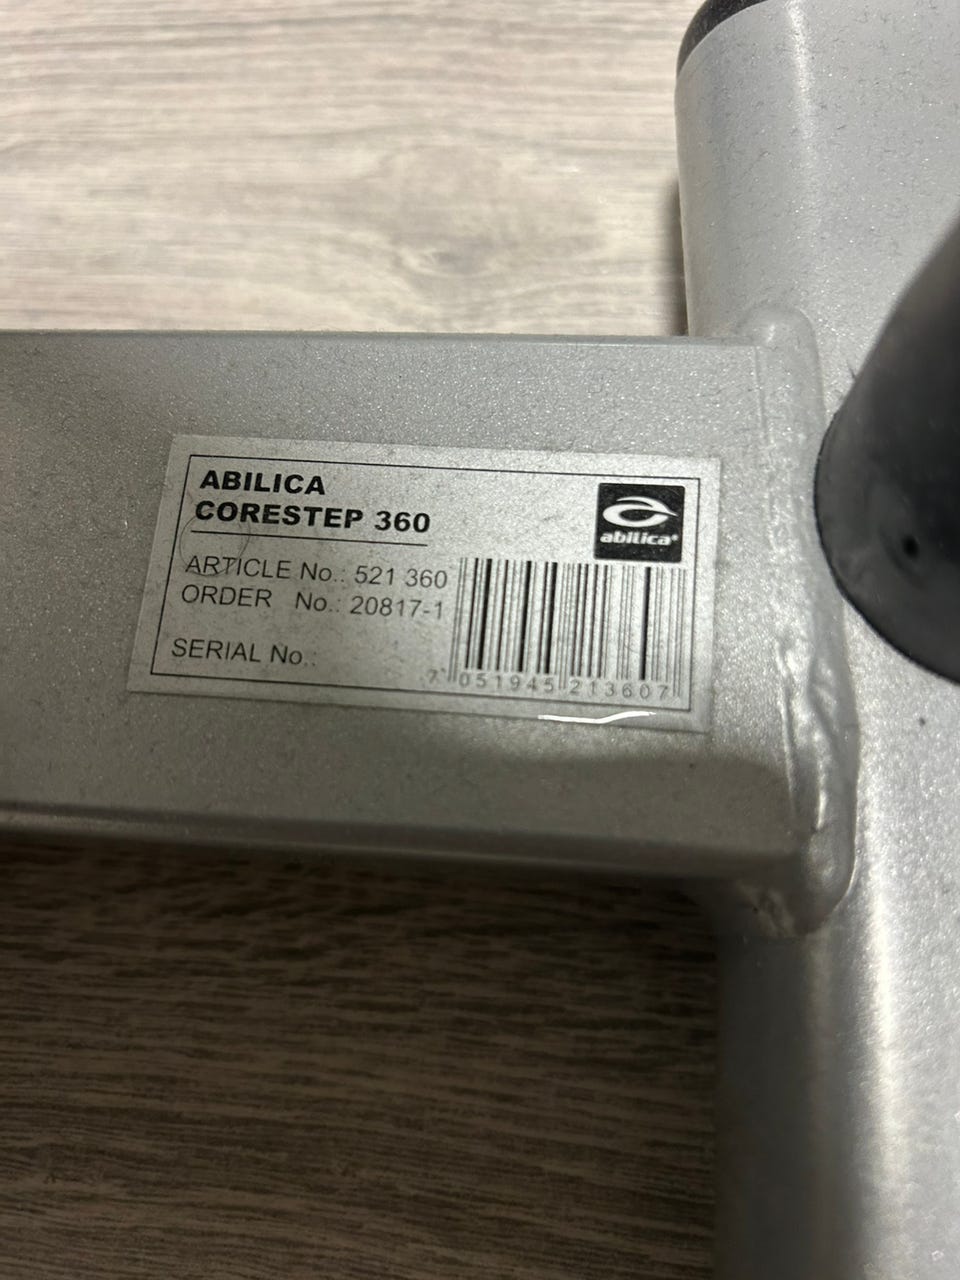 ABILICA
CORESTEP 360
abilica®
ARTICLE No.: 521 360
ORDER No.: 20817-1
SERIAL No.:
7 051945 213607